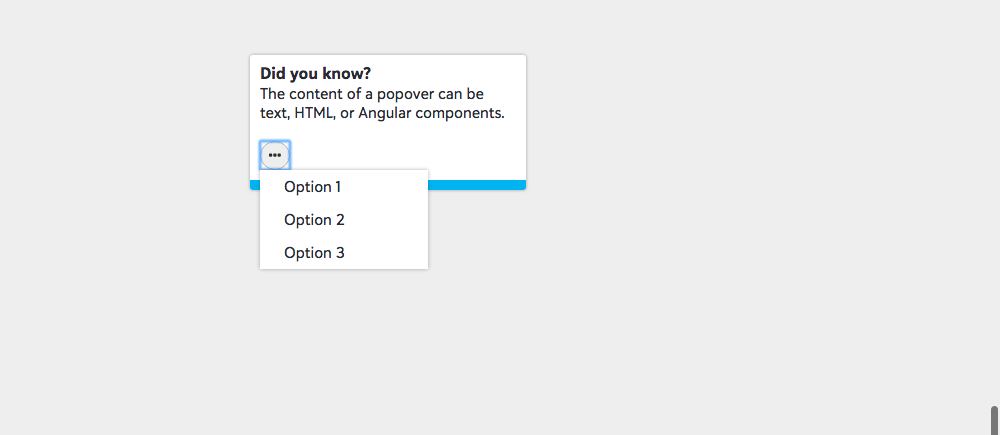 Did you know?
The content of a popover can be
text, HTML, or Angular components.
Option 1
Option 2
Option 3